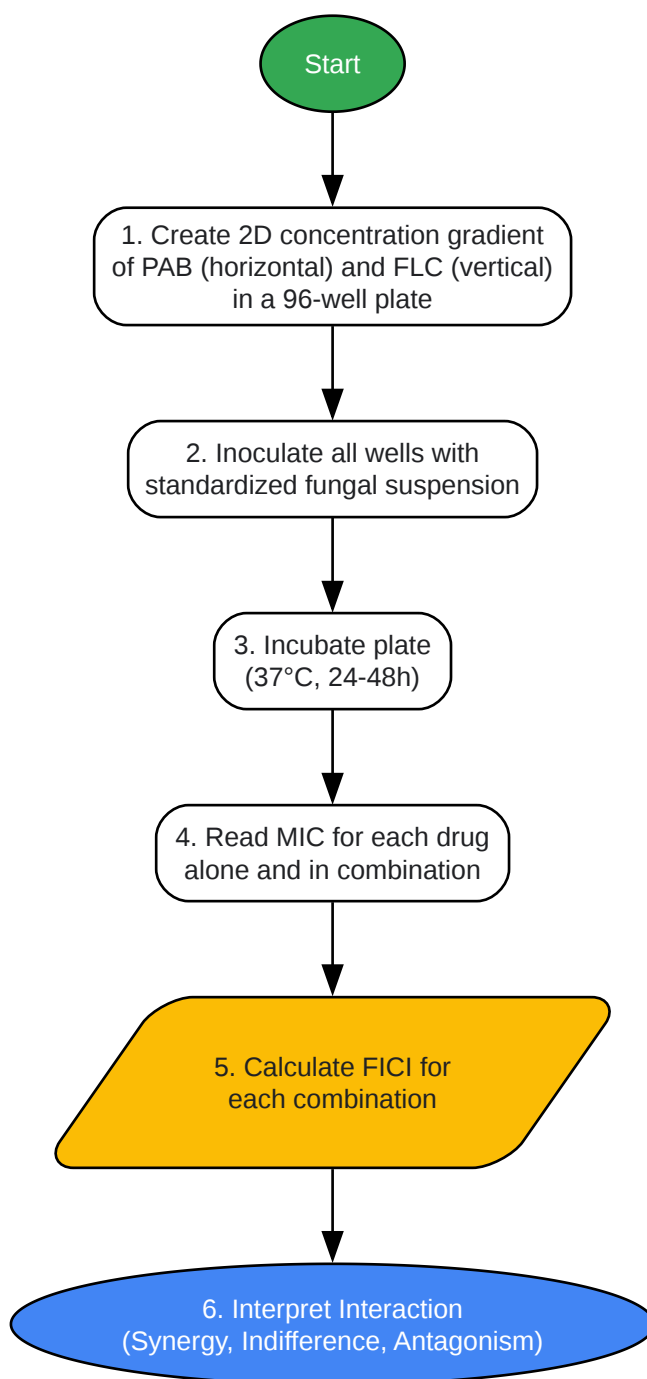 Start
1. Create 2D concentration gradient
of PAB (horizontal) and FLC (vertical)
in a 96-well plate
2. Inoculate all wells with
standardized fungal suspension
3. Incubate plate
(37°C, 24-48h)
4. Read MIC for each drug
alone and in combination
5. Calculate FICI for
each combination
6. Interpret Interaction
(Synergy, Indifference, Antagonism)